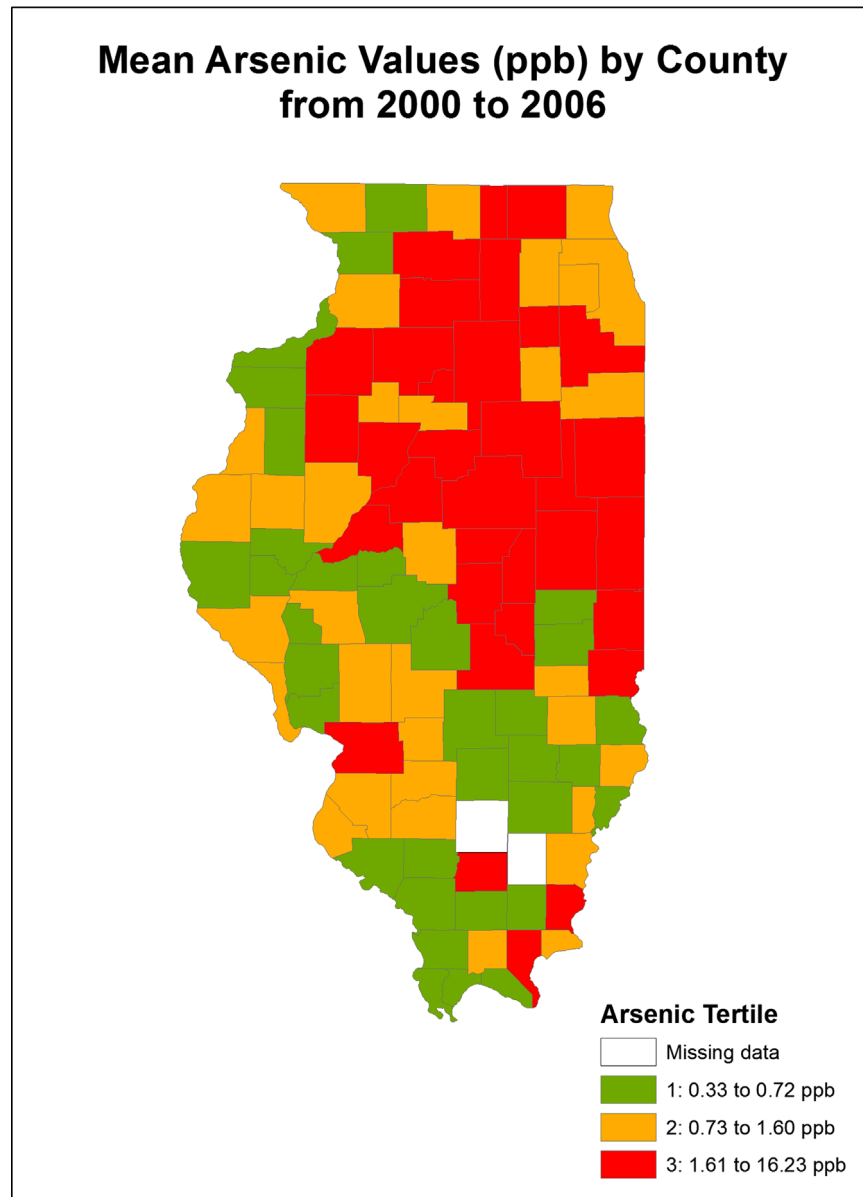 Mean Arsenic Values (ppb) by County
from 2000 to 2006
Arsenic Tertile
Missing data
1: 0.33 to 0.72 ppb
2: 0.73 to 1.60 ppb
3: 1.61 to 16.23 ppb